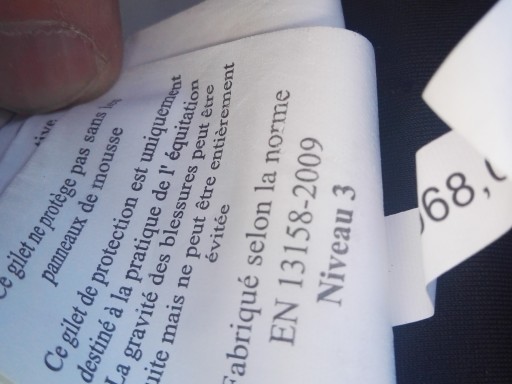 Ce gilet ne protège pas sans
panneaux de mousse
Ce gilet de protection est uniquement
destiné à la pratique de l'équitation
La gravité des blessures peut être
uite mais ne peut être entièrement
évitée
Fabriqué selon la norme
EN 13158-2009
Niveau 3
68,